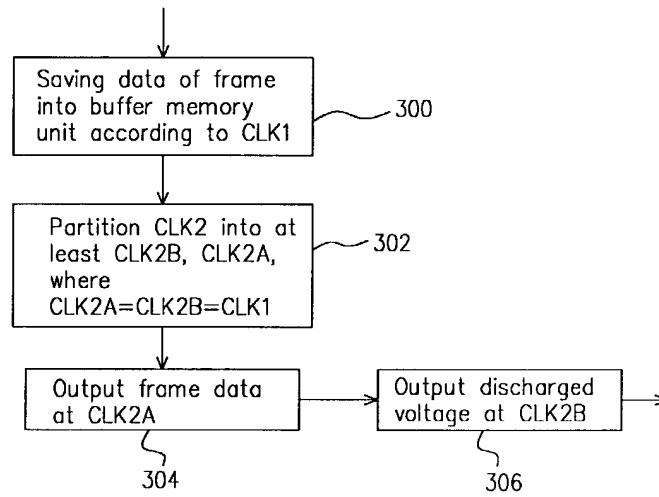 Saving data of frame
into buffer memory
unit according to CLK1
300
Partition CLK2 into at
least CLK2B, CLK2A,
where
CLK2A=CLK2B=CLK1
302
Output frame data
at CLK2A
304
Output discharged
voltage at CLK2B
306